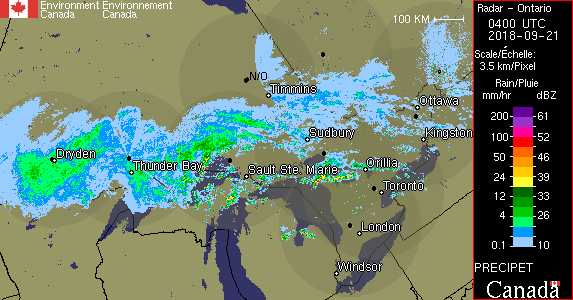 Environment Environnement
Canada Canada
100 KM
Radar - Ontario
0400 UTC
2018-09-21
Scale/Échelle:
3.5 km/Pixel
Rain/Pluie
mm/hr dBZ
200 61
100 52
50 46
24 39
12 33
4 26
0.1 10
N/O
Timmins
Ottawa
Sudbury
Kingston
Dryden
Thunder Bay
Sault Ste. Marie
Orillia
Toronto
London
Windsor
PRECIPET
Canada